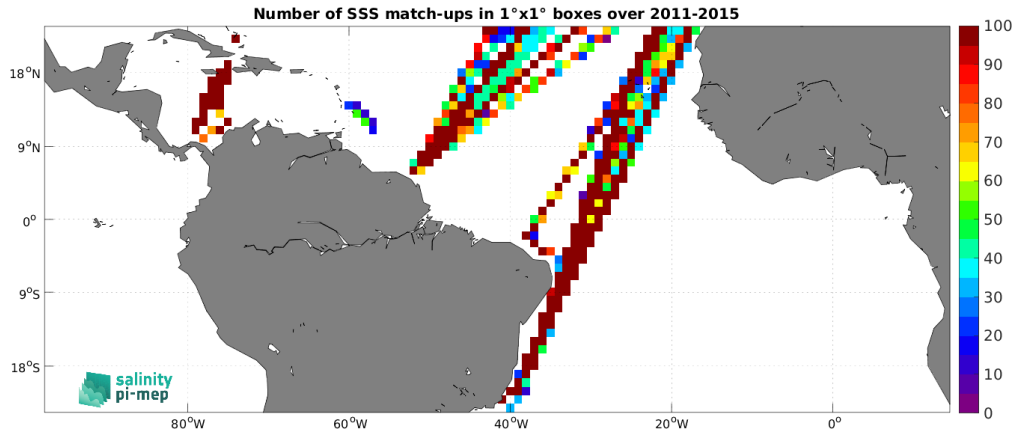 Number of SSS match-ups in 1°x1° boxes over 2011-2015
18°N
9°N
0°
9°S
18°S
80°W
60°W
40°W
20°W
0°
100
90
80
70
60
50
40
30
20
10
0
salinity
pi-mep